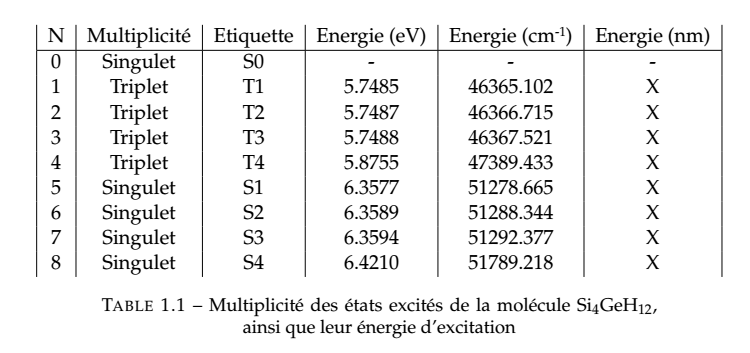 N Multiplicité Etiquette Energie (eV) Energie (cm-1) Energie (nm)
0 Singulet S0 - - -
1 Triplet T1 5.7485 46365.102 X
2 Triplet T2 5.7487 46366.715 X
3 Triplet T3 5.7488 46367.521 X
4 Triplet T4 5.8755 47389.433 X
5 Singulet S1 6.3577 51278.665 X
6 Singulet S2 6.3589 51288.344 X
7 Singulet S3 6.3594 51292.377 X
8 Singulet S4 6.4210 51789.218 X
TABLE 1.1 – Multiplicité des états excités de la molécule Si4GeH12,
ainsi que leur énergie d'excitation